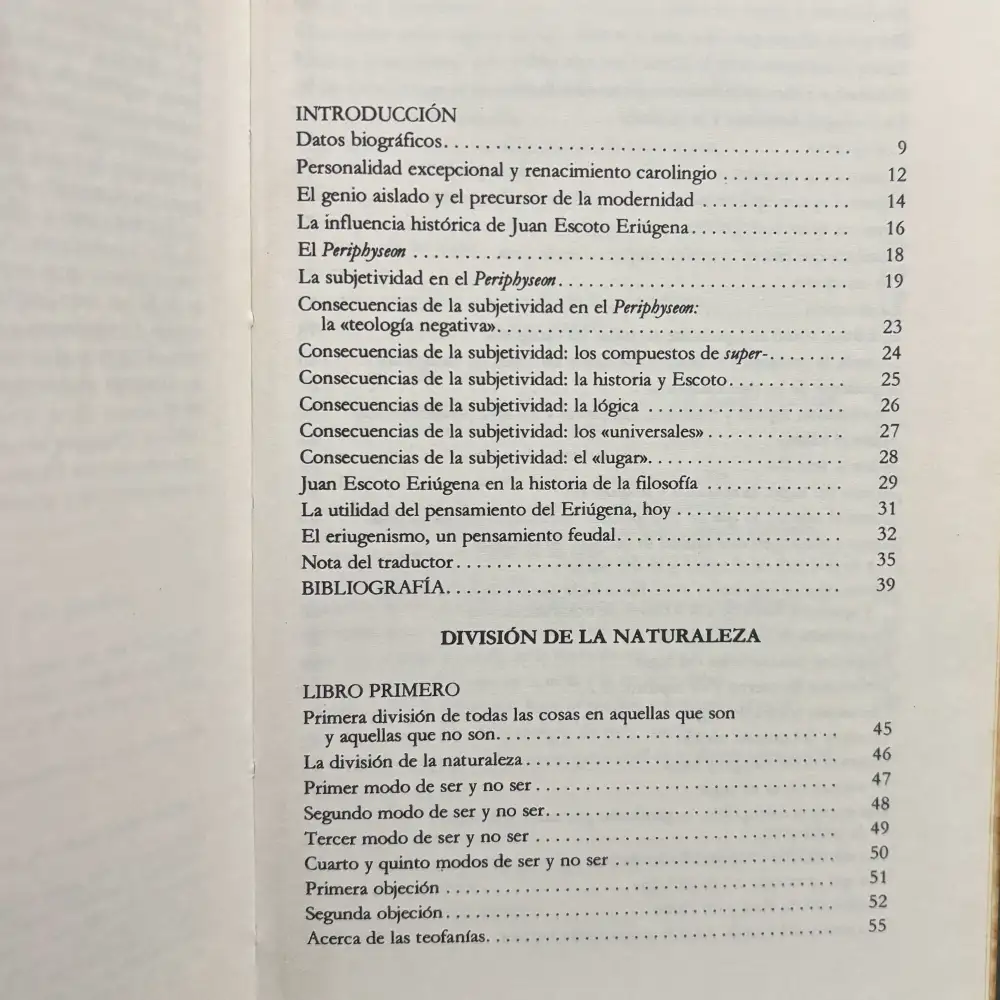 INTRODUCCIÓN
Datos biográficos........................................ 9
Personalidad excepcional y renacimiento carolingio ............. 12
El genio aislado y el precursor de la modernidad ............... 14
La influencia histórica de Juan Escoto Eriúgena................ 16
El Periphyseon .......................................... 18
La subjetividad en el Periphyseon............................. 19
Consecuencias de la subjetividad en el Periphyseon:
la «teología negativa».................................. 23
Consecuencias de la subjetividad: los compuestos de super-........ 24
Consecuencias de la subjetividad: la historia y Escoto............ 25
Consecuencias de la subjetividad: la lógica .................... 26
Consecuencias de la subjetividad: los «universales» .............. 27
Consecuencias de la subjetividad: el «lugar».................... 28
Juan Escoto Eriúgena en la historia de la filosofía .............. 29
La utilidad del pensamiento del Eriúgena, hoy ................. 31
El eriugenismo, un pensamiento feudal....................... 32
Nota del traductor....................................... 35
BIBLIOGRAFÍA........................................ 39
DIVISIÓN DE LA NATURALEZA
LIBRO PRIMERO
Primera división de todas las cosas en aquellas que son
y aquellas que no son................................... 45
La división de la naturaleza................................ 46
Primer modo de ser y no ser ............................... 47
Segundo modo de ser y no ser.............................. 48
Tercer modo de ser y no ser ............................... 49
Cuarto y quinto modos de ser y no ser ....................... 50
Primera objeción ........................................ 51
Segunda objeción........................................ 52
Acerca de las teofanías.................................... 55